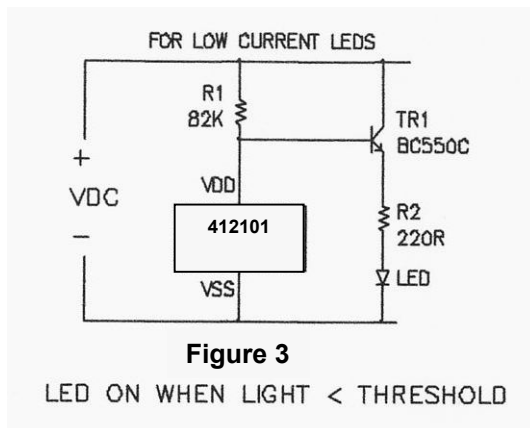 FOR LOW CURRENT LEDS
R1
82K
TR1
BC550C
+
VDC
–
VDD
412101
VSS
R2
220R
LED
Figure 3
LED ON WHEN LIGHT < THRESHOLD